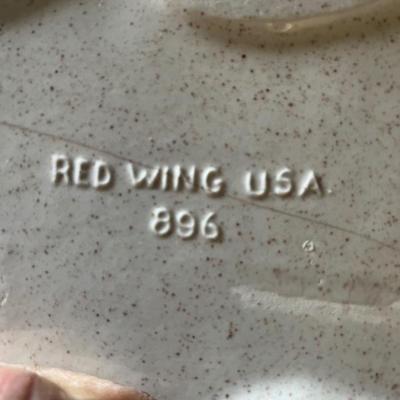 RED WING USA.
896